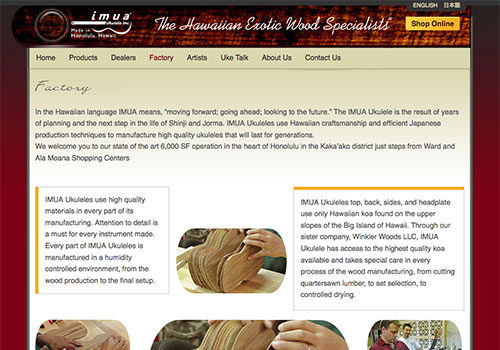 ENGLISH 日本語
imua
Ukulele Inc.
Made in
Honolulu, Hawaii
The Hawaiian Exotic Wood Specialists
Shop Online
Home Products Dealers Factory Artists Uke Talk About Us Contact Us
Factory
In the Hawaiian language IMUA means, "moving forward; going ahead; looking to the future." The IMUA Ukulele is the result of years
of planning and the next step in the life of Shinji and Jorma. IMUA Ukuleles use Hawaiian craftsmanship and efficient Japanese
production techniques to manufacture high quality ukuleles that will last for generations.
We welcome you to our state of the art 6,000 SF operation in the heart of Honolulu in the Kaka'ako district just steps from Ward and
Ala Moana Shopping Centers
IMUA Ukuleles use high quality
materials in every part of its
manufacturing. Attention to detail is
a must for every instrument made.
Every part of IMUA Ukuleles is
manufactured in a humidity
controlled environment, from the
wood production to the final setup.
IMUA Ukuleles top, back, sides, and headplate
use only Hawaiian koa found on the upper
slopes of the Big Island of Hawaii. Through our
sister company, Winkler Woods LLC, IMUA
Ukulele has access to the highest quality koa
available and takes special care in every
process of the wood manufacturing, from cutting
quartersawn lumber, to set selection, to
controlled drying.